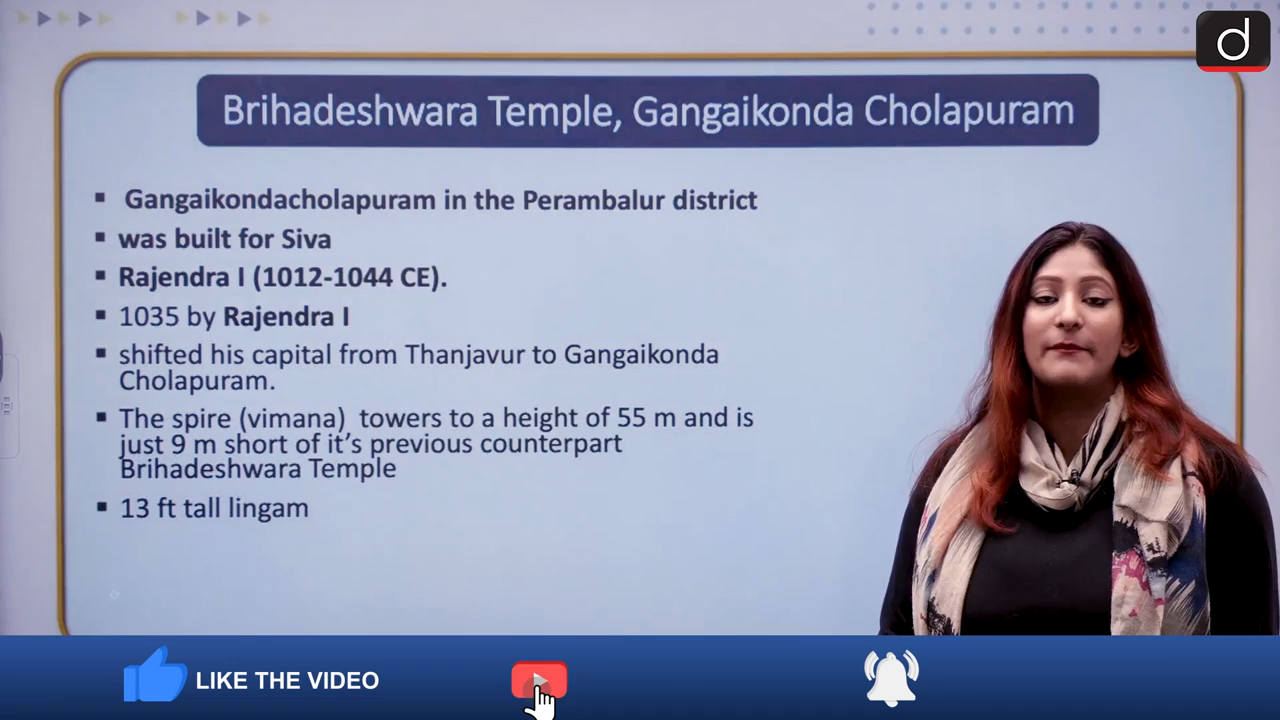 d
Brihadeshwara Temple, Gangaikonda Cholapuram
▪ Gangaikondacholapuram in the Perambalur district
▪ was built for Siva
▪ Rajendra I (1012-1044 CE).
▪ 1035 by Rajendra I
▪ shifted his capital from Thanjavur to Gangaikonda
Cholapuram.
▪ The spire (vimana) towers to a height of 55 m and is
just 9 m short of it's previous counterpart
Brihadeshwara Temple
▪ 13 ft tall lingam
LIKE THE VIDEO